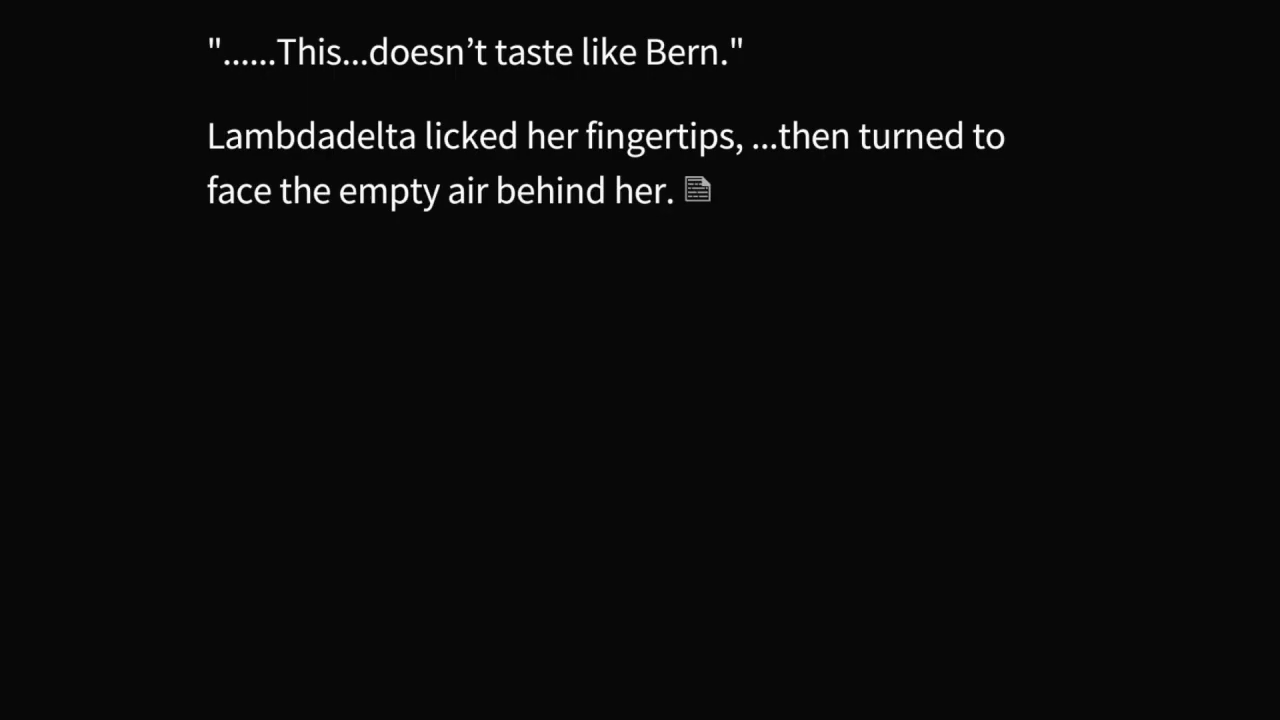 "......This...doesn’t taste like Bern."
Lambdadelta licked her fingertips, ...then turned to
face the empty air behind her.